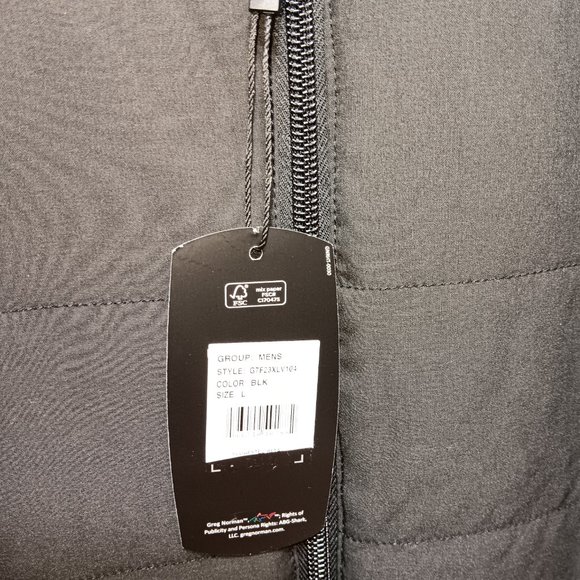 FSC
mix paper
FSC®
C170475
GROUP: MENS
STYLE: G7F23XLV104
COLOR: BLK
SIZE: L
Greg Norman™ ™; Rights of
Publicity and Persona Rights: ABG-Shark,
LLC. gregnorman.com.